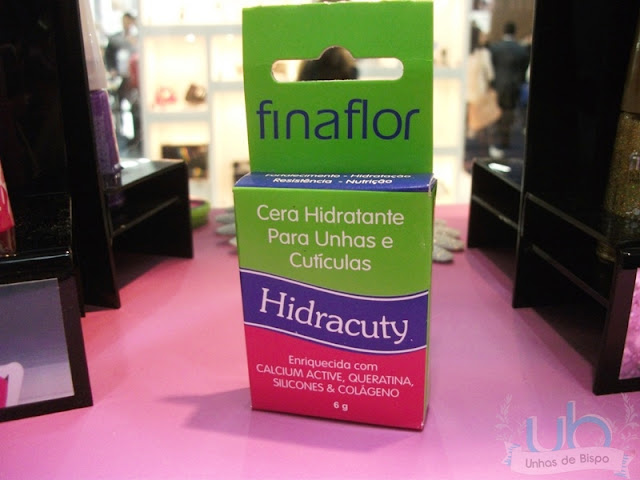 finaflor
Fortalecimento - Hidratação
Resistência - Nutrição
Cera Hidratante
Para Unhas e
Cutículas
Hidracuty
Enriquecida com
CALCIUM ACTIVE, QUERATINA,
SILICONES & COLÁGENO
6 g
ub
Unhas de Bispo